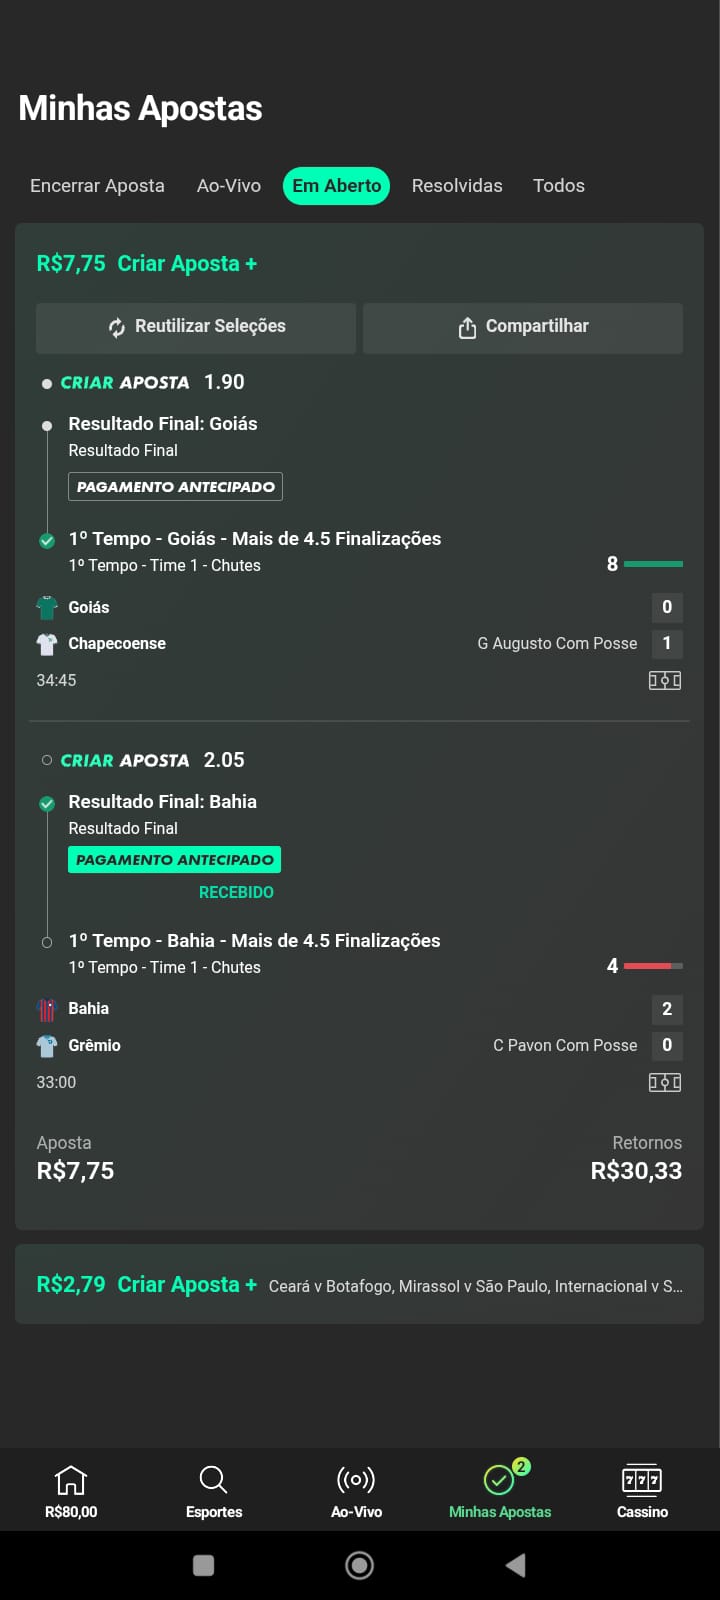 Minhas Apostas
Encerrar Aposta Ao-Vivo Em Aberto Resolvidas Todos
R$7,75 Criar Aposta +
Reutilizar Seleções Compartilhar
CRIAR APOSTA 1.90
Resultado Final: Goiás
Resultado Final
PAGAMENTO ANTECIPADO
1º Tempo - Goiás - Mais de 4.5 Finalizações
1º Tempo - Time 1 - Chutes 8
Goiás 0
Chapecoense G Augusto Com Posse 1
34:45
CRIAR APOSTA 2.05
Resultado Final: Bahia
Resultado Final
PAGAMENTO ANTECIPADO
RECEBIDO
1º Tempo - Bahia - Mais de 4.5 Finalizações
1º Tempo - Time 1 - Chutes 4
Bahia 2
Grêmio C Pavon Com Posse 0
33:00
Aposta Retornos
R$7,75 R$30,33
R$2,79 Criar Aposta + Ceará v Botafogo, Mirassol v São Paulo, Internacional v S...
2
777
R$80,00 Esportes Ao-Vivo Minhas Apostas Cassino